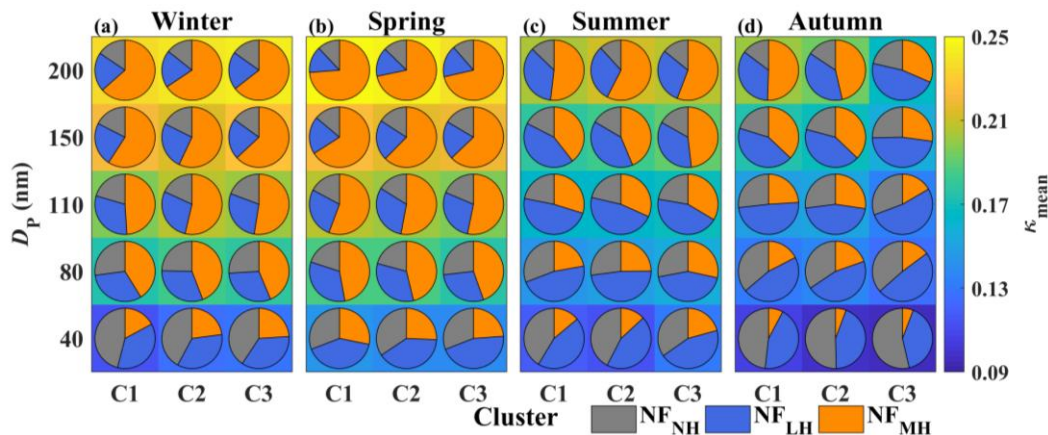 (a) Winter (b) Spring (c) Summer (d) Autumn
200 0.25
150 0.21
D_P (nm) 110 0.17 κ_mean
80 0.13
40 0.09
C1 C2 C3 C1 C2 C3 C1 C2 C3 C1 C2 C3
Cluster NF_NH NF_LH NF_MH